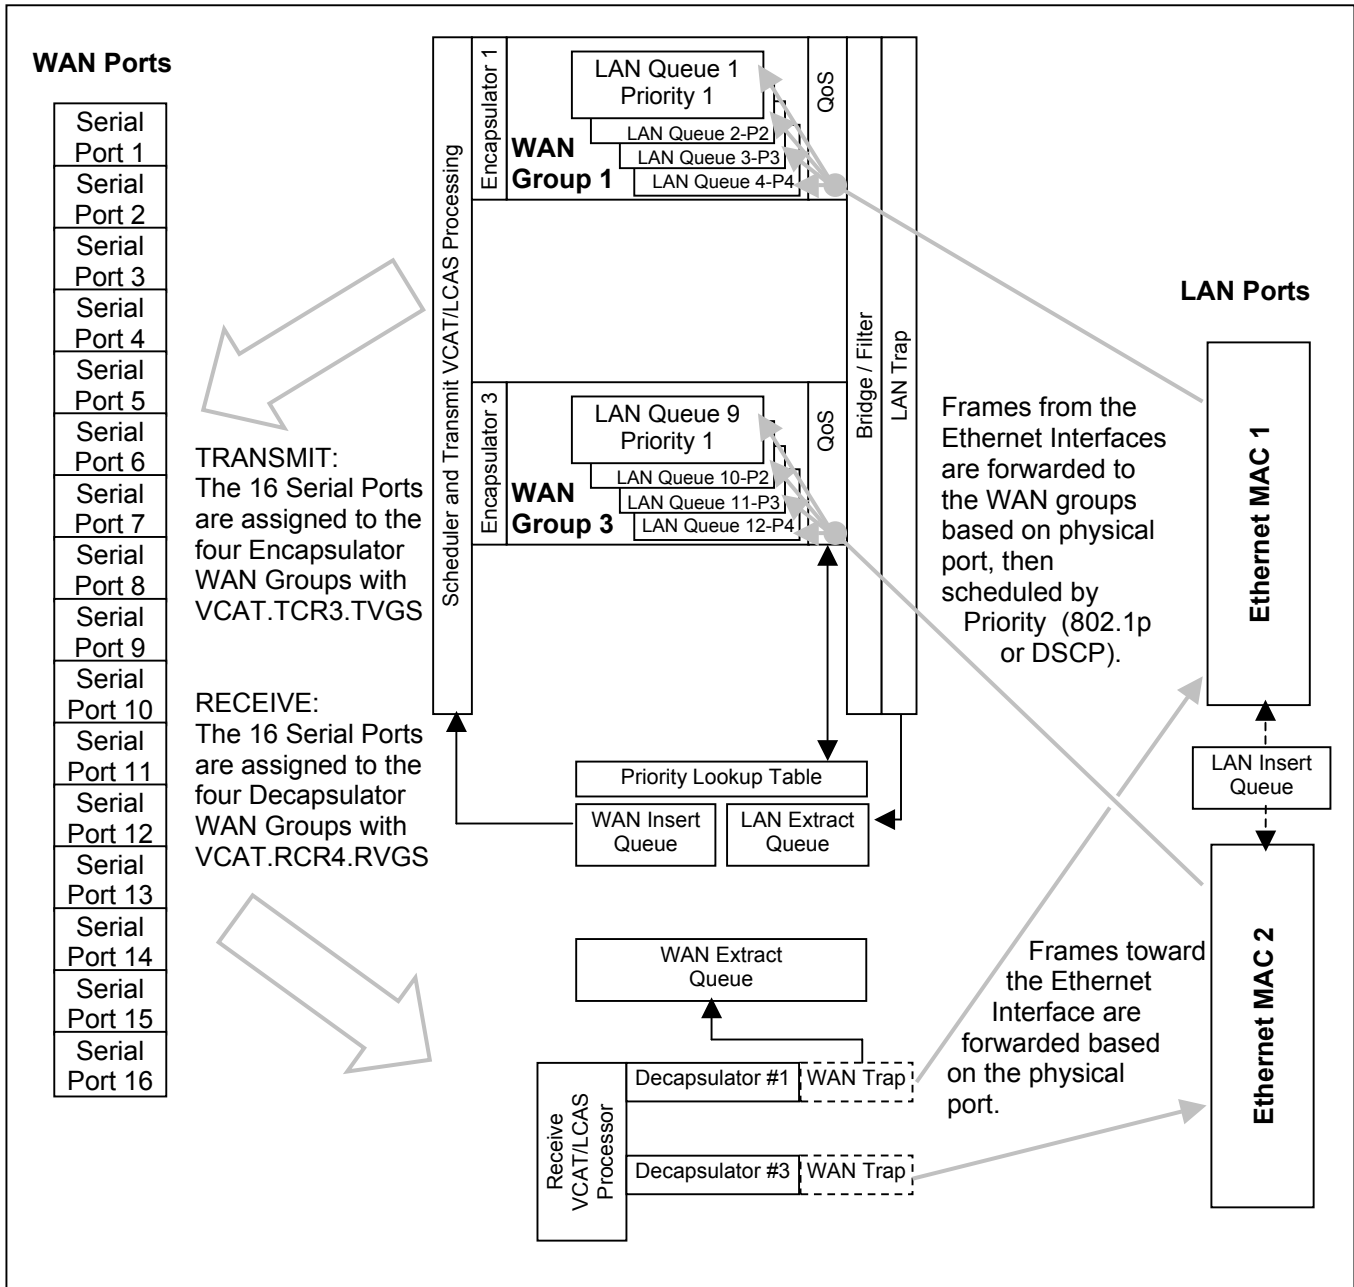 WAN Ports
Serial
Port 1
Serial
Port 2
Serial
Port 3
Serial
Port 4
Serial
Port 5
Serial
Port 6
Serial
Port 7
Serial
Port 8
Serial
Port 9
Serial
Port 10
Serial
Port 11
Serial
Port 12
Serial
Port 13
Serial
Port 14
Serial
Port 15
Serial
Port 16
TRANSMIT:
The 16 Serial Ports
are assigned to the
four Encapsulator
WAN Groups with
VCAT.TCR3.TVGS
RECEIVE:
The 16 Serial Ports
are assigned to the
four Decapsulator
WAN Groups with
VCAT.RCR4.RVGS
Scheduler and Transmit VCAT/LCAS Processing
Encapsulator 1
WAN
Group 1
LAN Queue 1
Priority 1
LAN Queue 2-P2
LAN Queue 3-P3
LAN Queue 4-P4
QoS
Encapsulator 3
WAN
Group 3
LAN Queue 9
Priority 1
LAN Queue 10-P2
LAN Queue 11-P3
LAN Queue 12-P4
QoS
Bridge / Filter
LAN Trap
Priority Lookup Table
WAN Insert
Queue
LAN Extract
Queue
WAN Extract
Queue
Receive
VCAT/LCAS
Processor
Decapsulator #1
WAN Trap
Decapsulator #3
WAN Trap
LAN Ports
Frames from the
Ethernet Interfaces
are forwarded to
the WAN groups
based on physical
port, then
scheduled by
Priority (802.1p
or DSCP).
Ethernet MAC 1
LAN Insert
Queue
Ethernet MAC 2
Frames toward
the Ethernet
Interface are
forwarded based
on the physical
port.